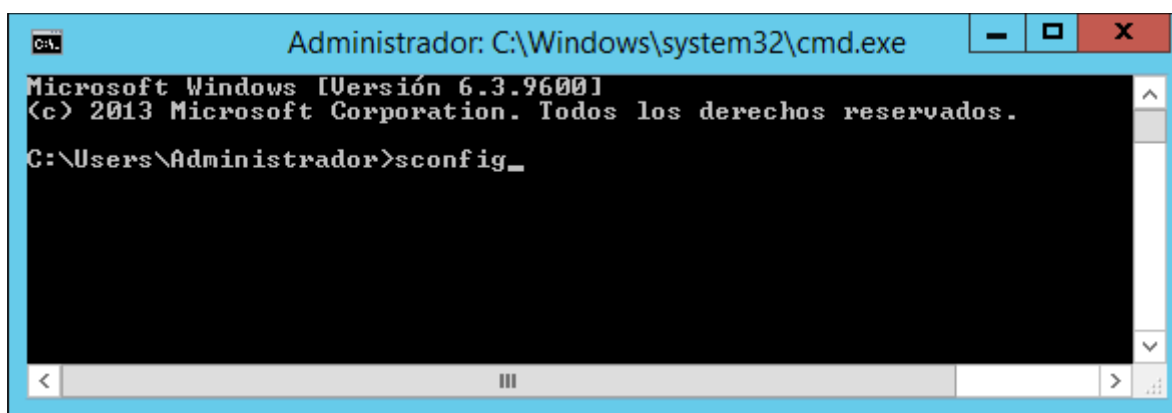 Administrador: C:\Windows\system32\cmd.exe
Microsoft Windows [Versión 6.3.9600]
(c) 2013 Microsoft Corporation. Todos los derechos reservados.
C:\Users\Administrador>sconfig_